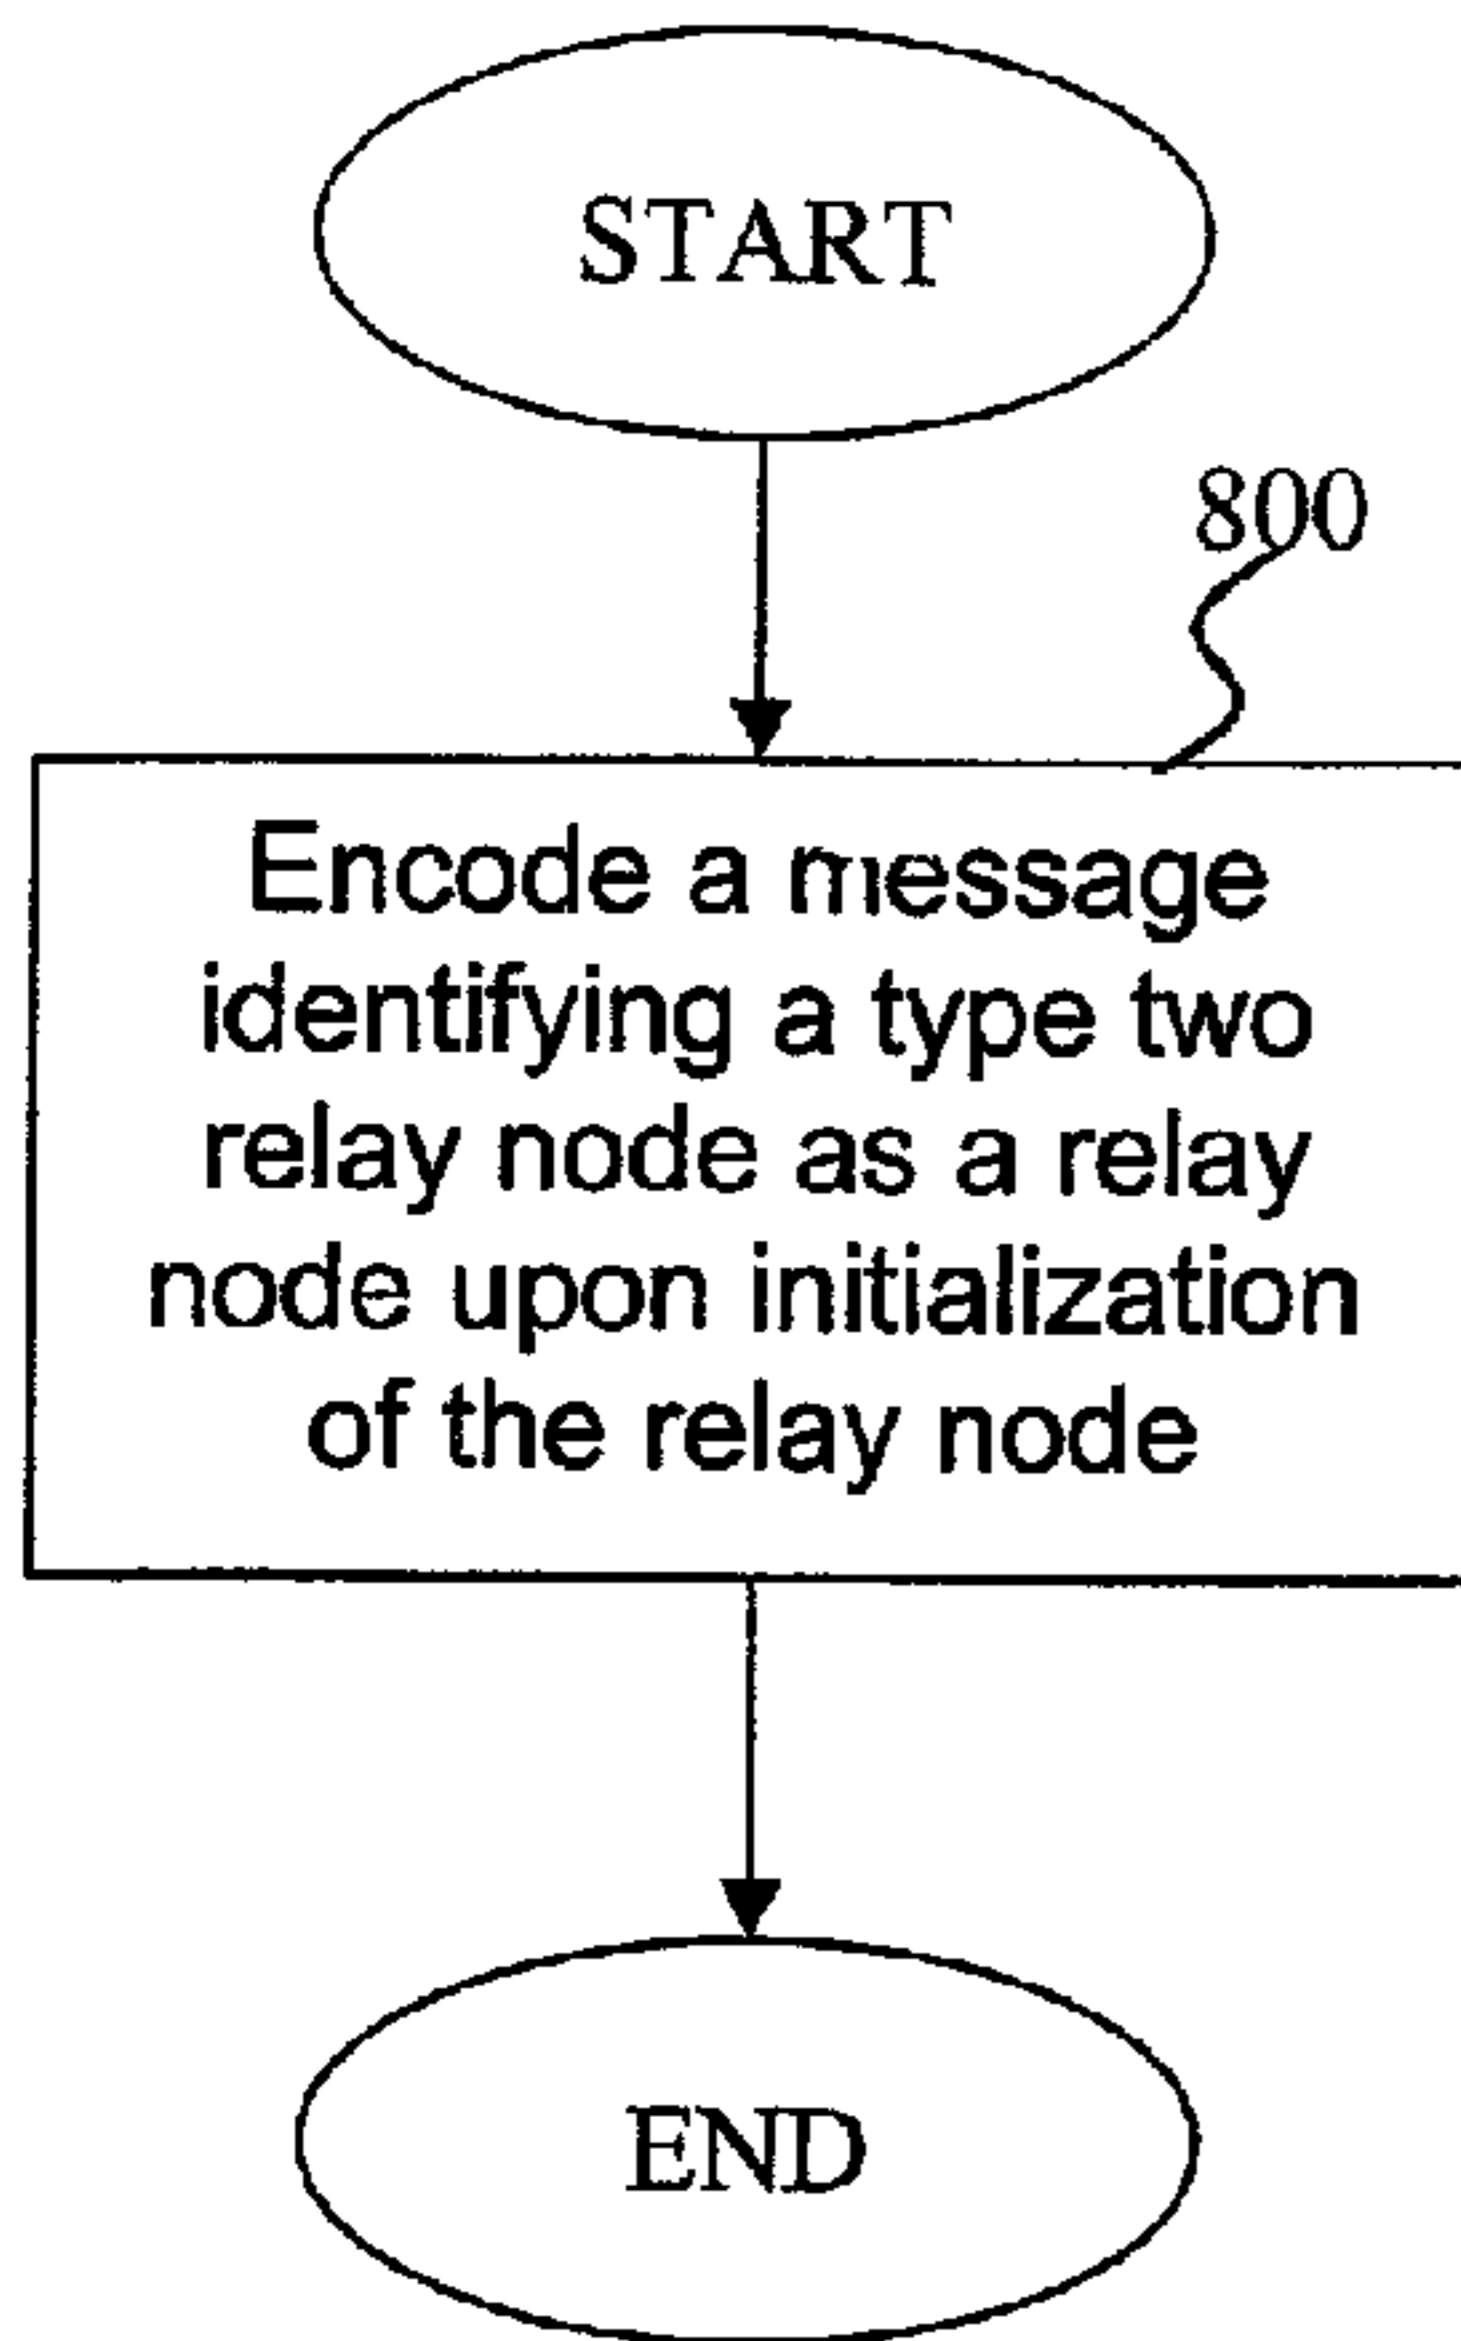 START
800
Encode a message
identifying a type two
relay node as a relay
node upon initialization
of the relay node
END